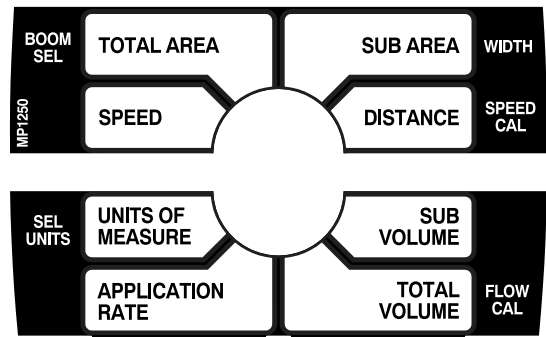 BOOM
SEL
TOTAL AREA
SUB AREA
WIDTH
MP1250
SPEED
DISTANCE
SPEED
CAL
SEL
UNITS
UNITS OF
MEASURE
SUB
VOLUME
APPLICATION
RATE
TOTAL
VOLUME
FLOW
CAL